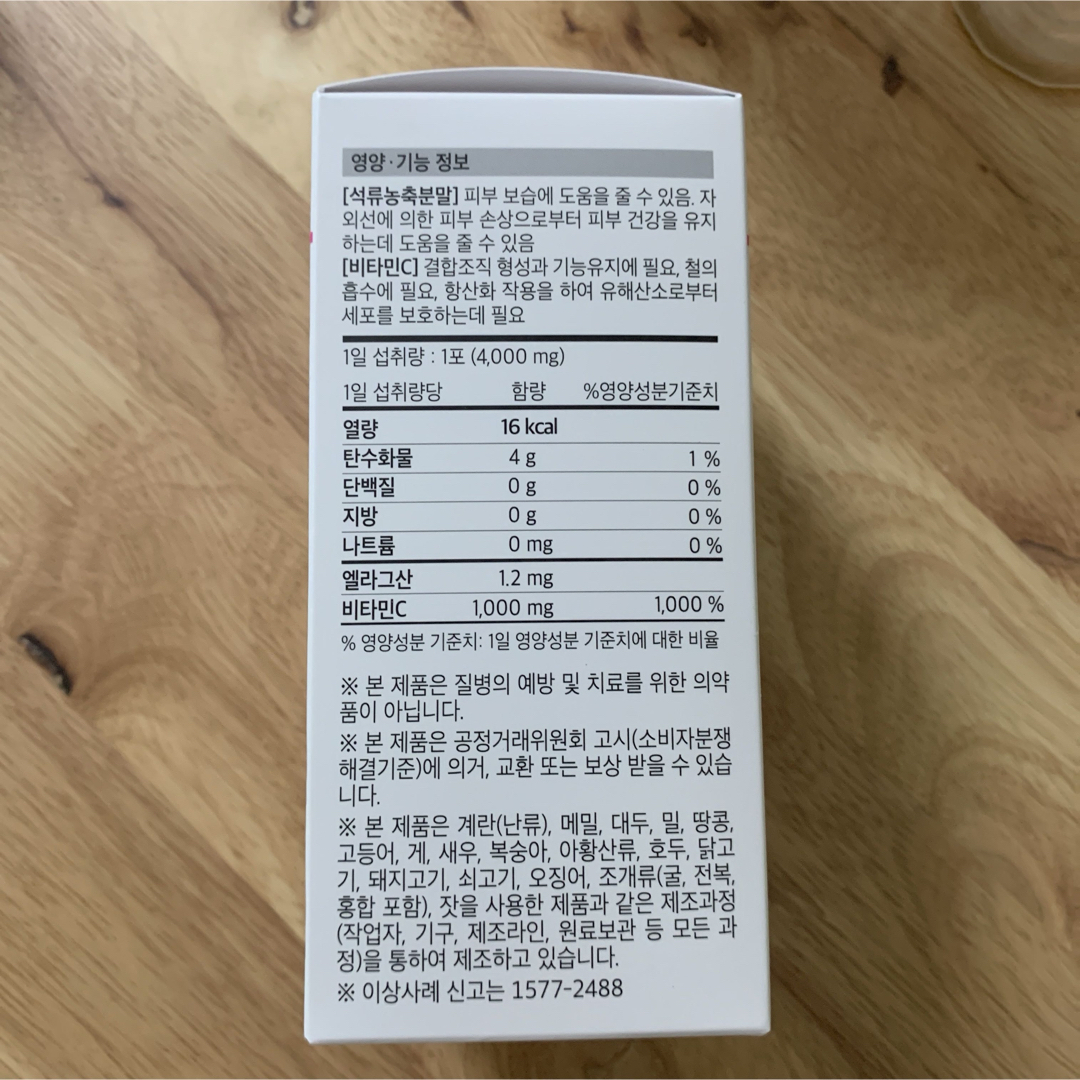 영양·기능 정보
[석류농축분말] 피부 보습에 도움을 줄 수 있음. 자
외선에 의한 피부 손상으로부터 피부 건강을 유지
하는데 도움을 줄 수 있음
[비타민C] 결합조직 형성과 기능유지에 필요, 철의
흡수에 필요, 항산화 작용을 하여 유해산소로부터
세포를 보호하는데 필요
1일 섭취량 : 1포 (4,000 mg)
1일 섭취량당 함량 %영양성분기준치
열량 16 kcal
탄수화물 4 g 1 %
단백질 0 g 0 %
지방 0 g 0 %
나트륨 0 mg 0 %
엘라그산 1.2 mg
비타민C 1,000 mg 1,000 %
% 영양성분 기준치: 1일 영양성분 기준치에 대한 비율
※ 본 제품은 질병의 예방 및 치료를 위한 의약
품이 아닙니다.
※ 본 제품은 공정거래위원회 고시(소비자분쟁
해결기준)에 의거, 교환 또는 보상 받을 수 있습
니다.
※ 본 제품은 계란(난류), 메밀, 대두, 밀, 땅콩,
고등어, 게, 새우, 복숭아, 아황산류, 호두, 닭고
기, 돼지고기, 쇠고기, 오징어, 조개류(굴, 전복,
홍합 포함), 잣을 사용한 제품과 같은 제조과정
(작업자, 기구, 제조라인, 원료보관 등 모든 과
정)을 통하여 제조하고 있습니다.
※ 이상사례 신고는 1577-2488